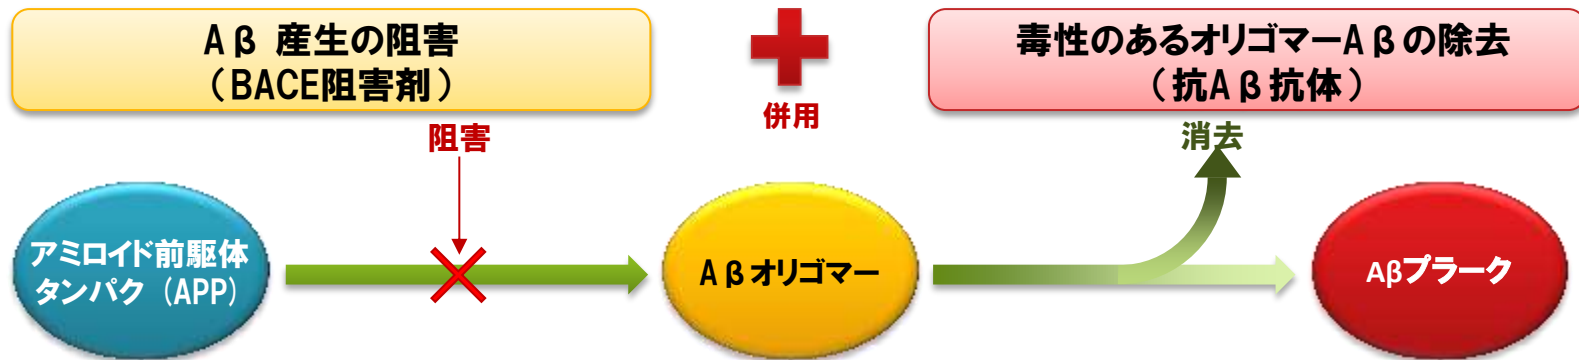 Aβ 産生の阻害
（BACE阻害剤）
併用
毒性のあるオリゴマーAβの除去
（抗Aβ抗体）
阻害
消去
アミロイド前駆体
タンパク（APP）
Aβオリゴマー
Aβプラーク